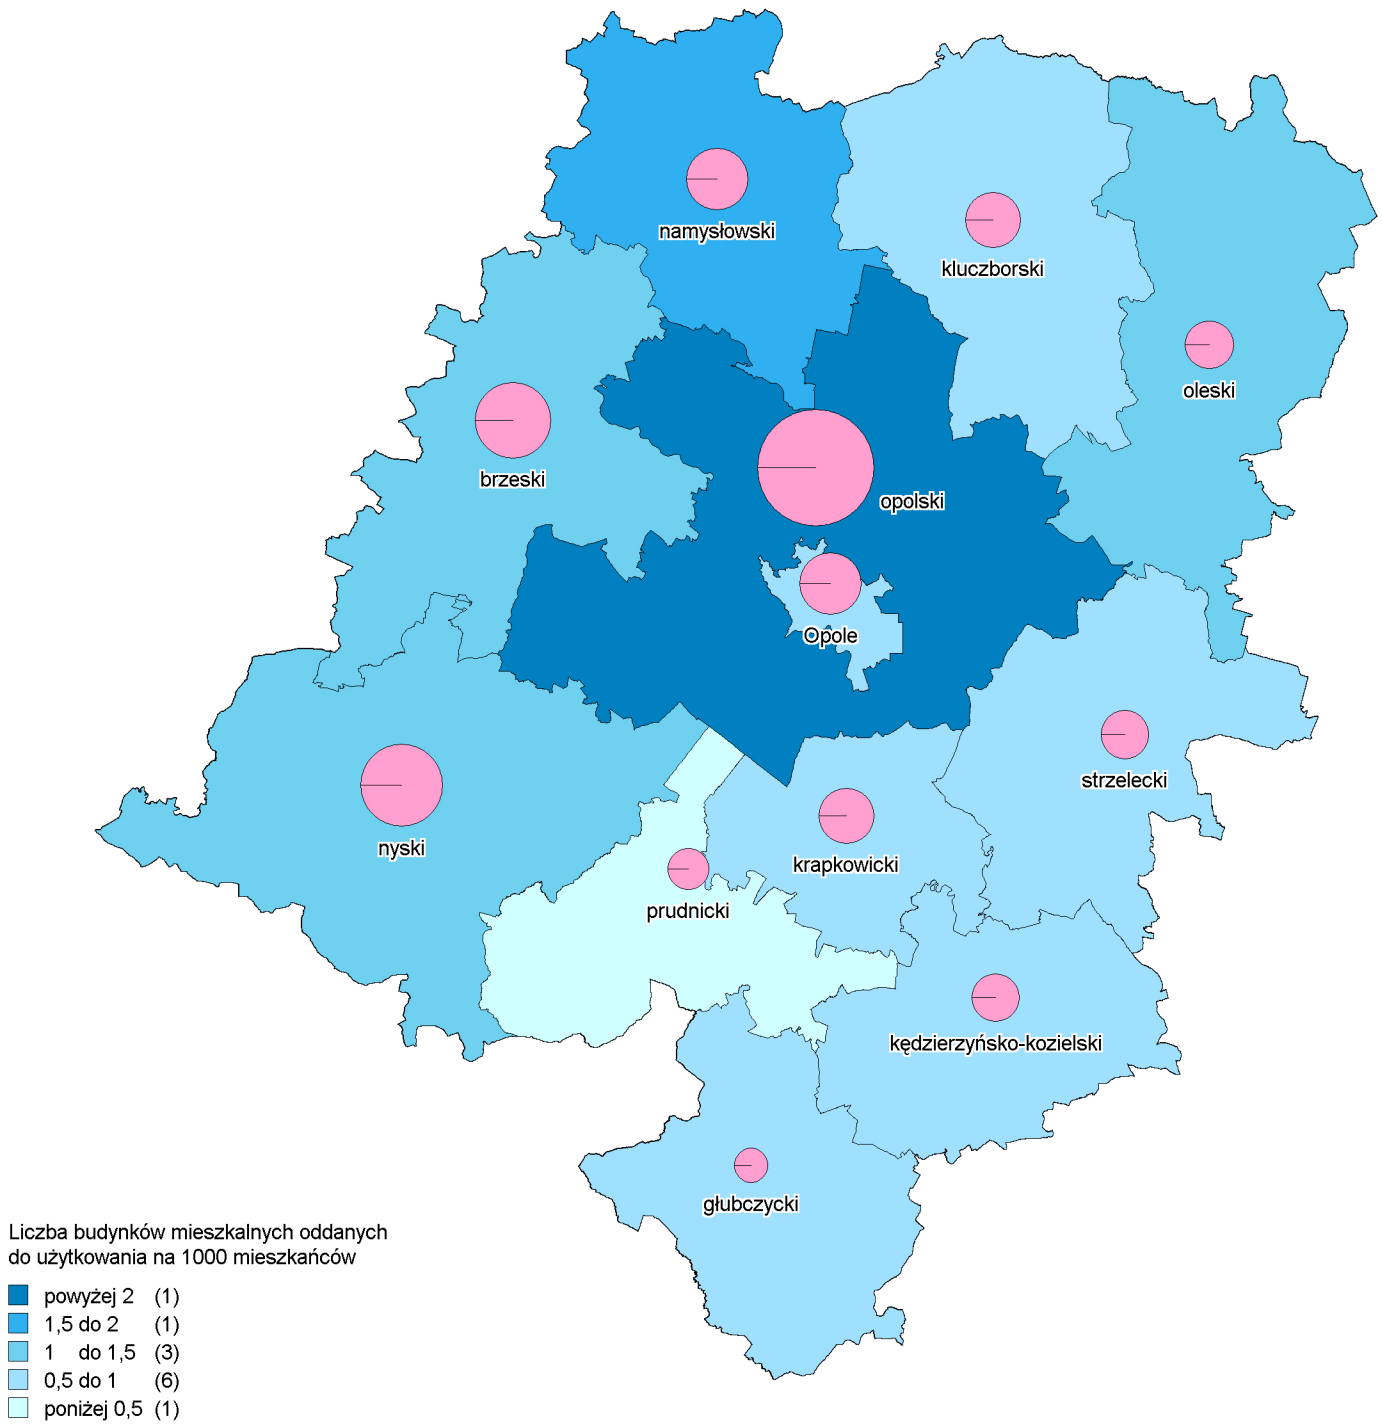 namysłowski
kluczborski
oleski
brzeski
opolski
Opole
strzelecki
nyski
krapkowicki
prudnicki
kędzierzyńsko-kozielski
głubczycki
Liczba budynków mieszkalnych oddanych
do użytkowania na 1000 mieszkańców
powyżej 2 (1)
1,5 do 2 (1)
1 do 1,5 (3)
0,5 do 1 (6)
poniżej 0,5 (1)